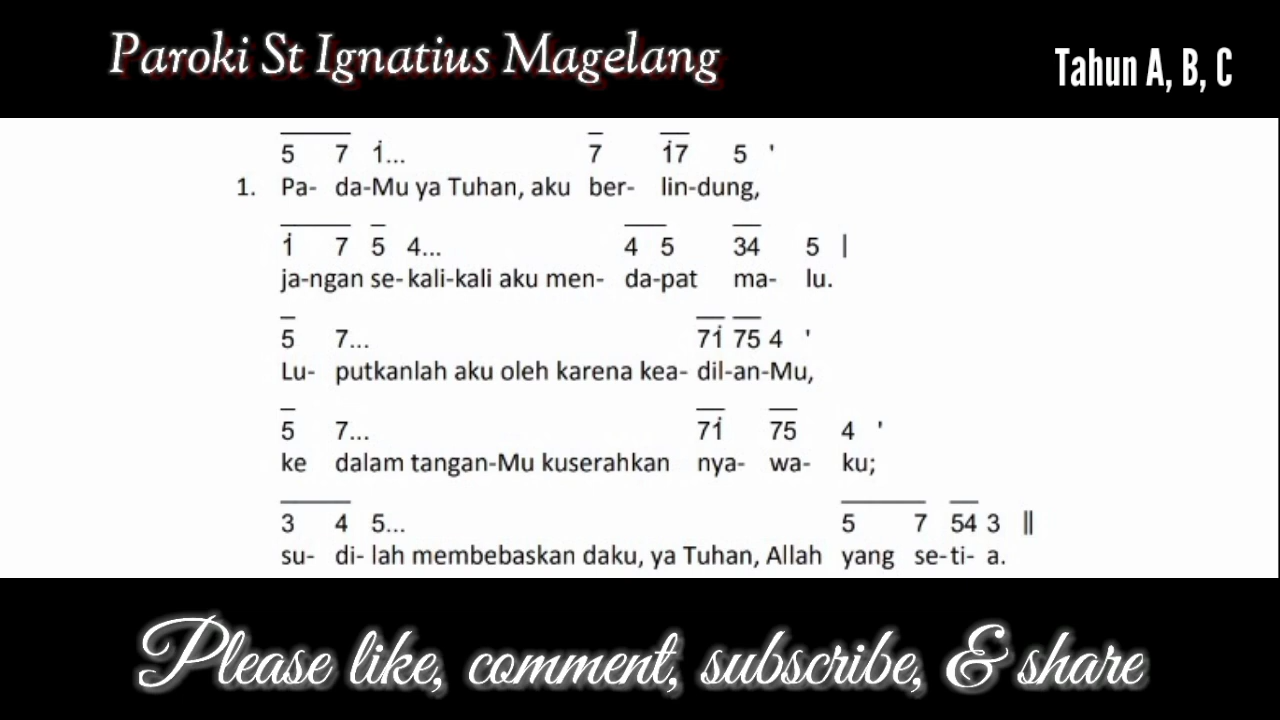 Paroki St Ignatius Magelang
Tahun A, B, C
5 7 1̇... 7 1̇7 5 '
1. Pa- da-Mu ya Tuhan, aku ber- lin-dung,
1̇ 7 5 4... 4 5 34 5 |
ja-ngan se-kali-kali aku men- da-pat ma- lu.
5 7... 71̇ 75 4 '
Lu- putkanlah aku oleh karena kea- dil-an-Mu,
5 7... 71̇ 75 4 '
ke dalam tangan-Mu kuserahkan nya- wa- ku;
3 4 5... 5 7 54 3 ||
su- di- lah membebaskan daku, ya Tuhan, Allah yang se-ti- a.
Please like, comment, subscribe, & share